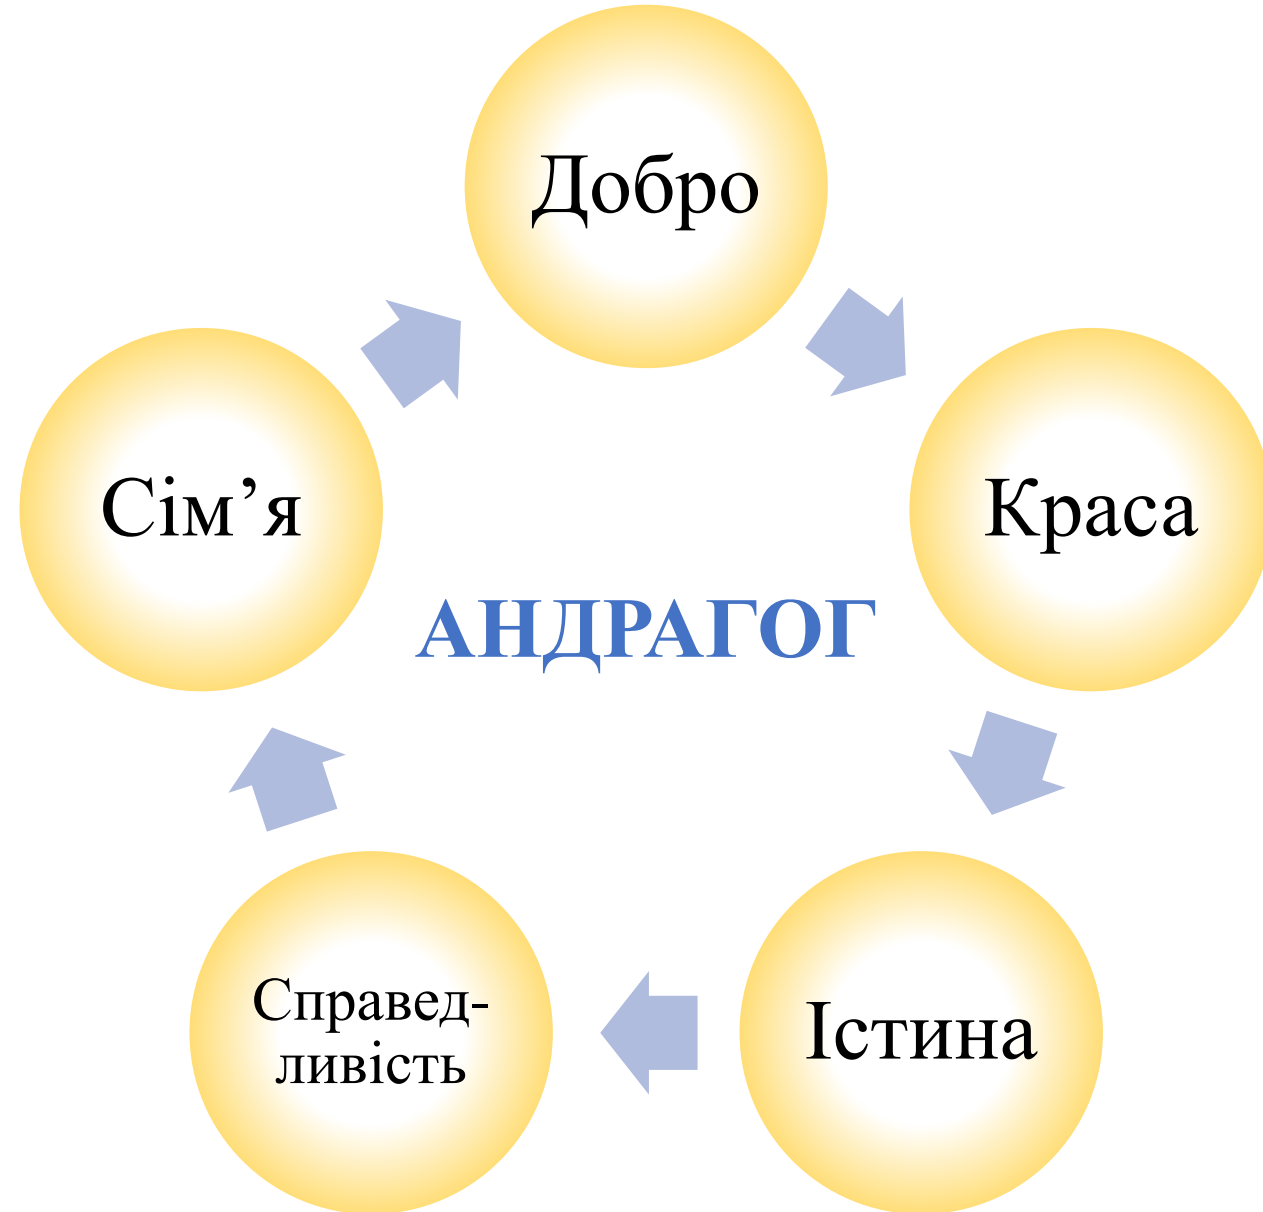 Добро
Краса
Сім’я
АНДРАГОГ
Істина
Справед-
ливість